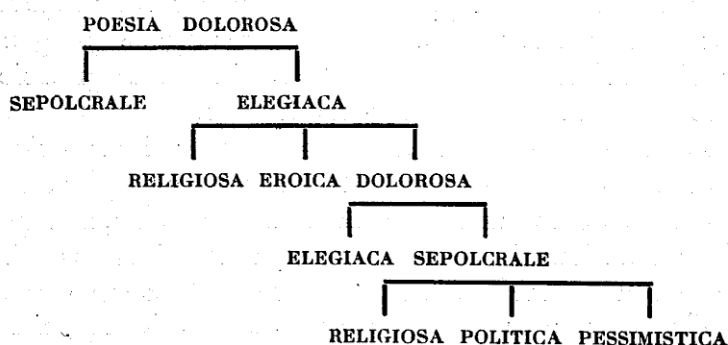 POESIA DOLOROSA
SEPOLCRALE ELEGIACA
RELIGIOSA EROICA DOLOROSA
ELEGIACA SEPOLCRALE
RELIGIOSA POLITICA PESSIMISTICA